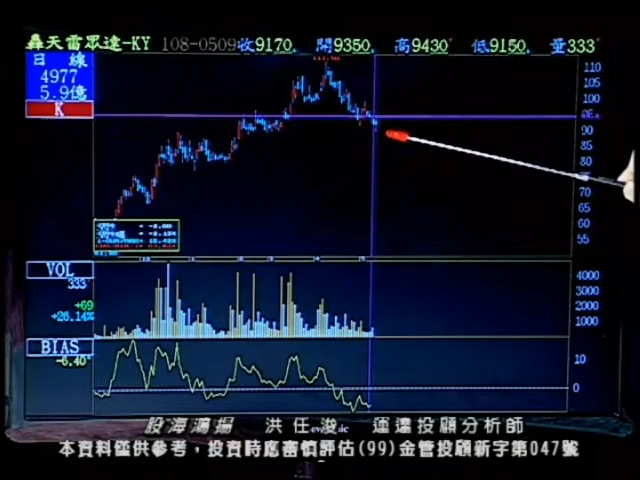 轟天雷眾達-KY 108-0509收9170 開9350 高9430 低9150 量333
日 線
4977
5.9億
K
110
105
100
90
85
80
75
70
65
60
55
VOL
333
+69
+26.14%
4000
3000
2000
1000
BIAS
-6.40
10
0
股海鴻揚 洪任浚 運達投顧分析師
本資料僅供參考，投資時應審慎評估(99)金管投顧新字第047號